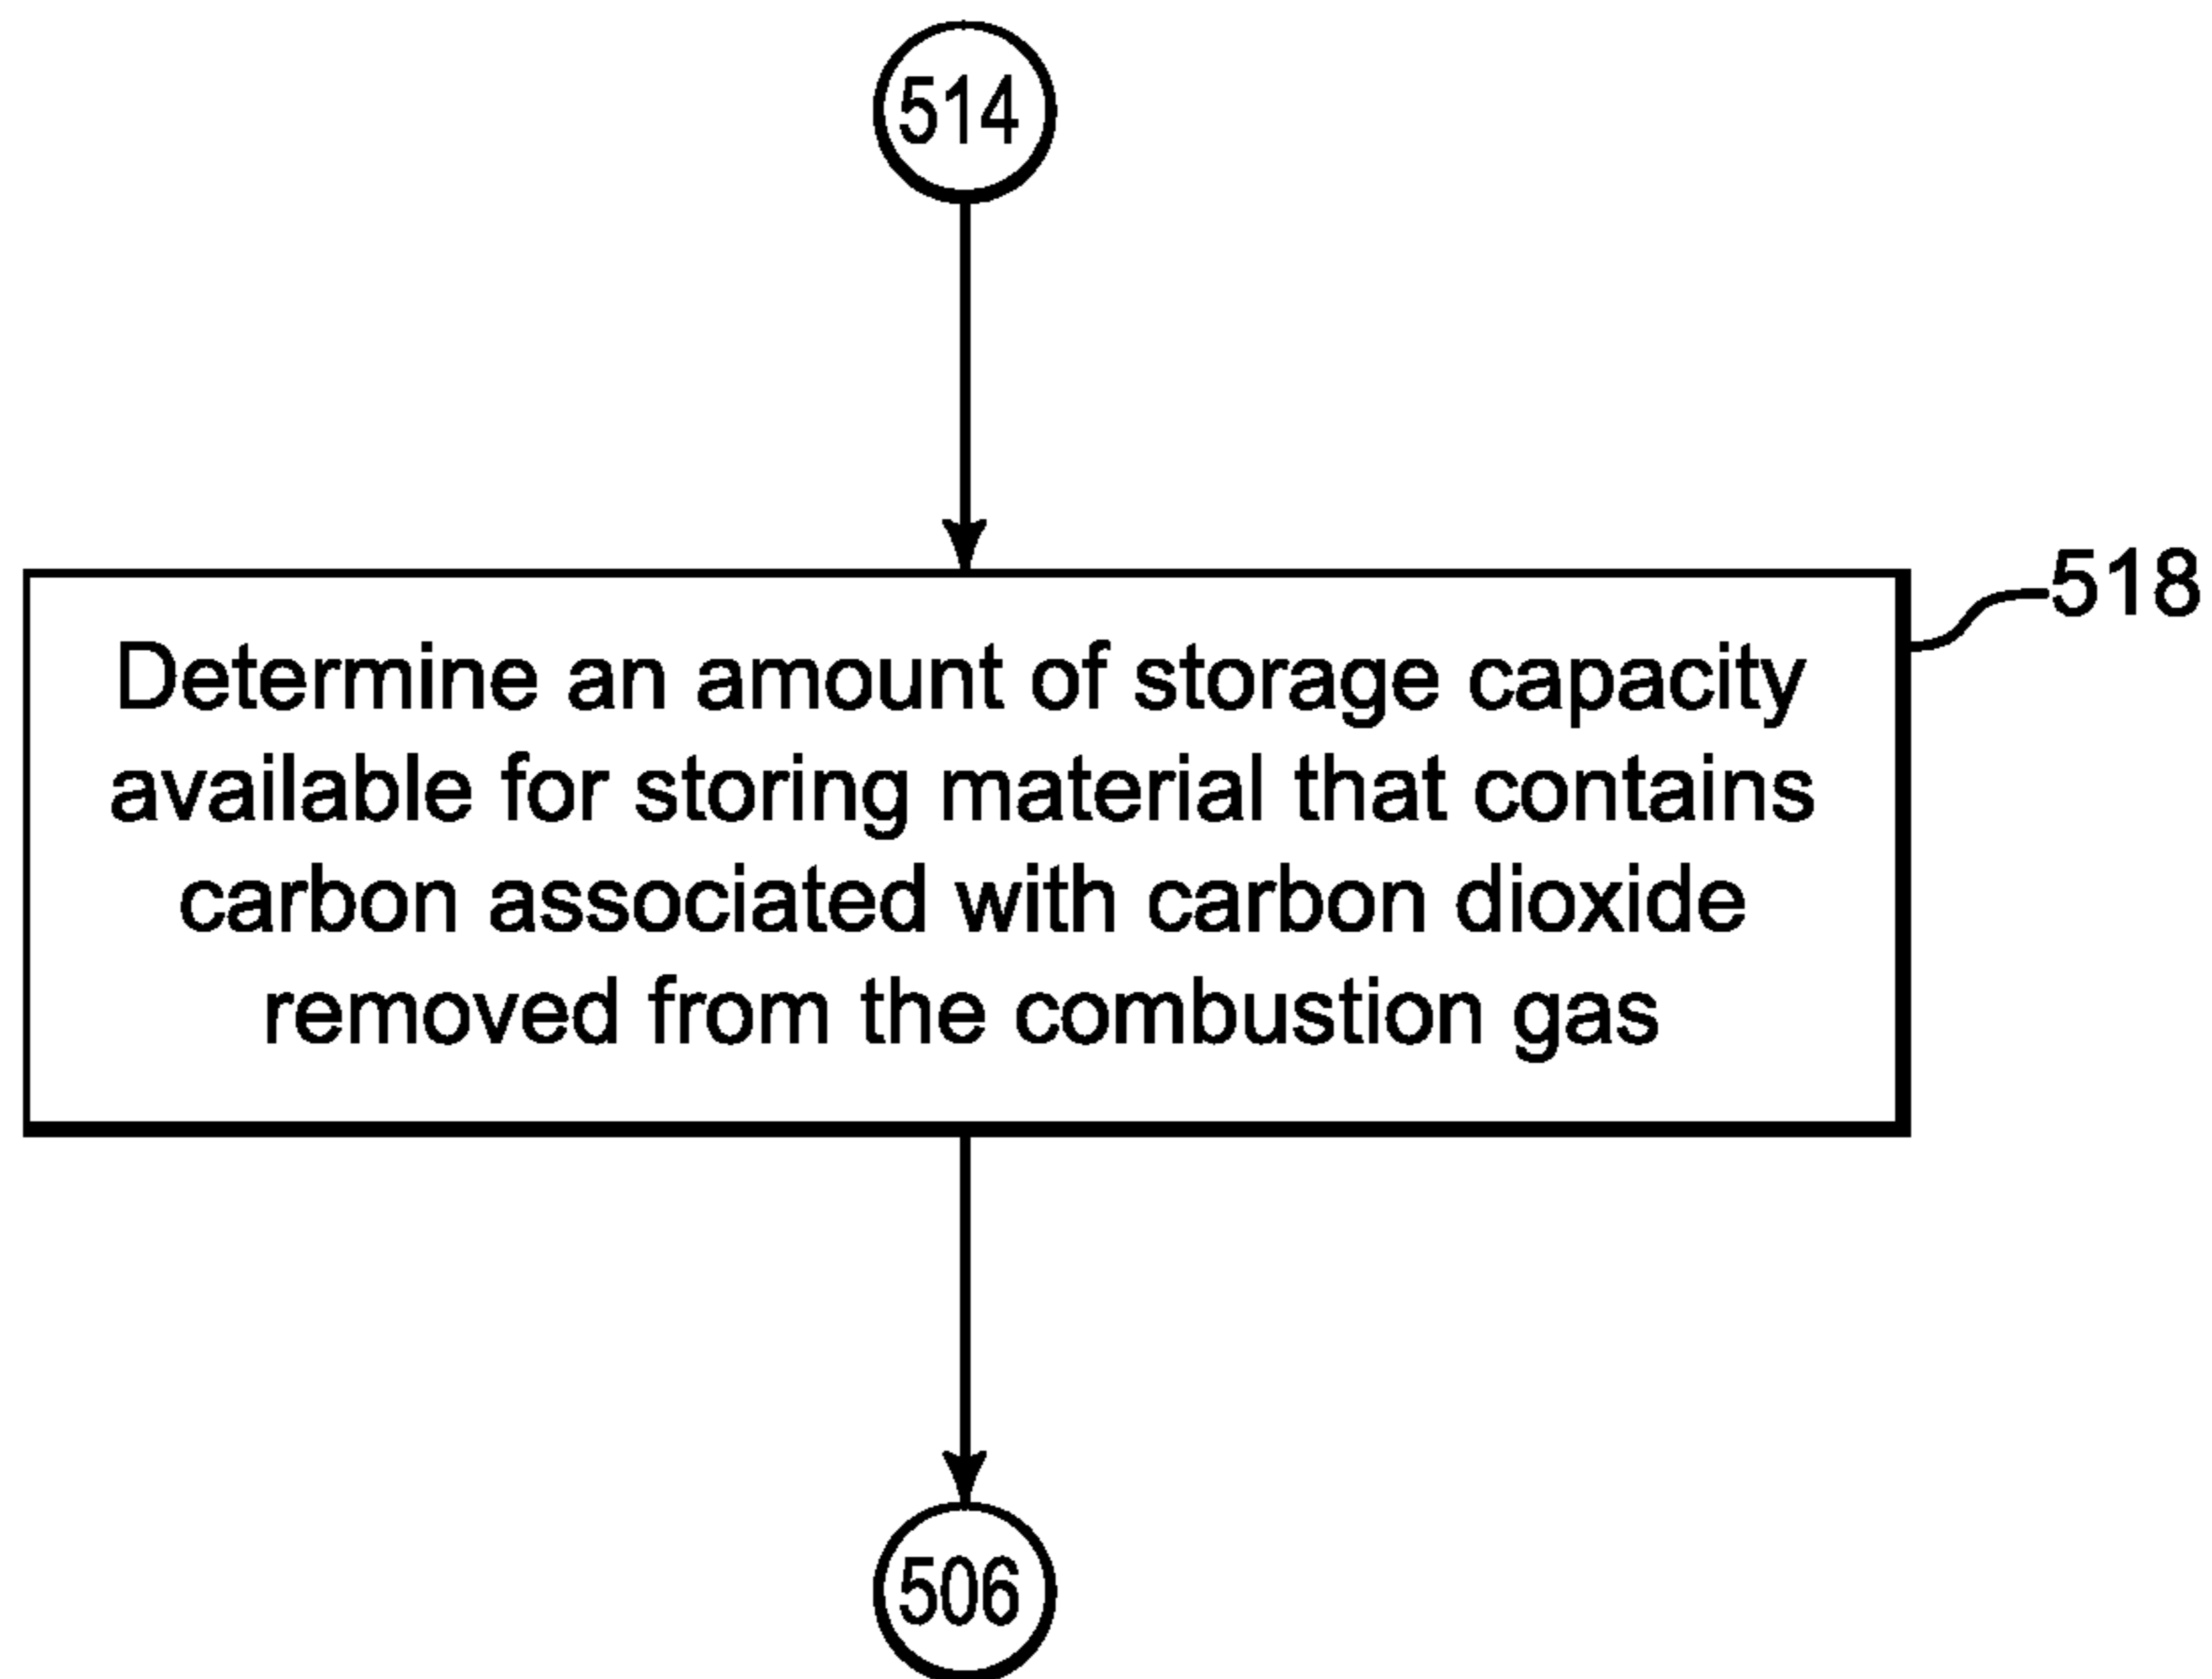 514
518
Determine an amount of storage capacity
available for storing material that contains
carbon associated with carbon dioxide
removed from the combustion gas
506